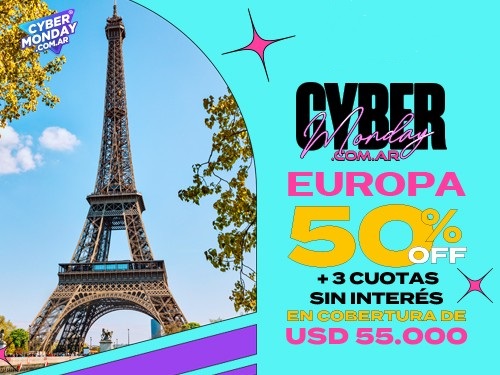 CYBER
MONDAY
.COM.AR
CYBER
Monday
.COM.AR
EUROPA
50% OFF
+ 3 CUOTAS
SIN INTERÉS
EN COBERTURA DE
USD 55.000